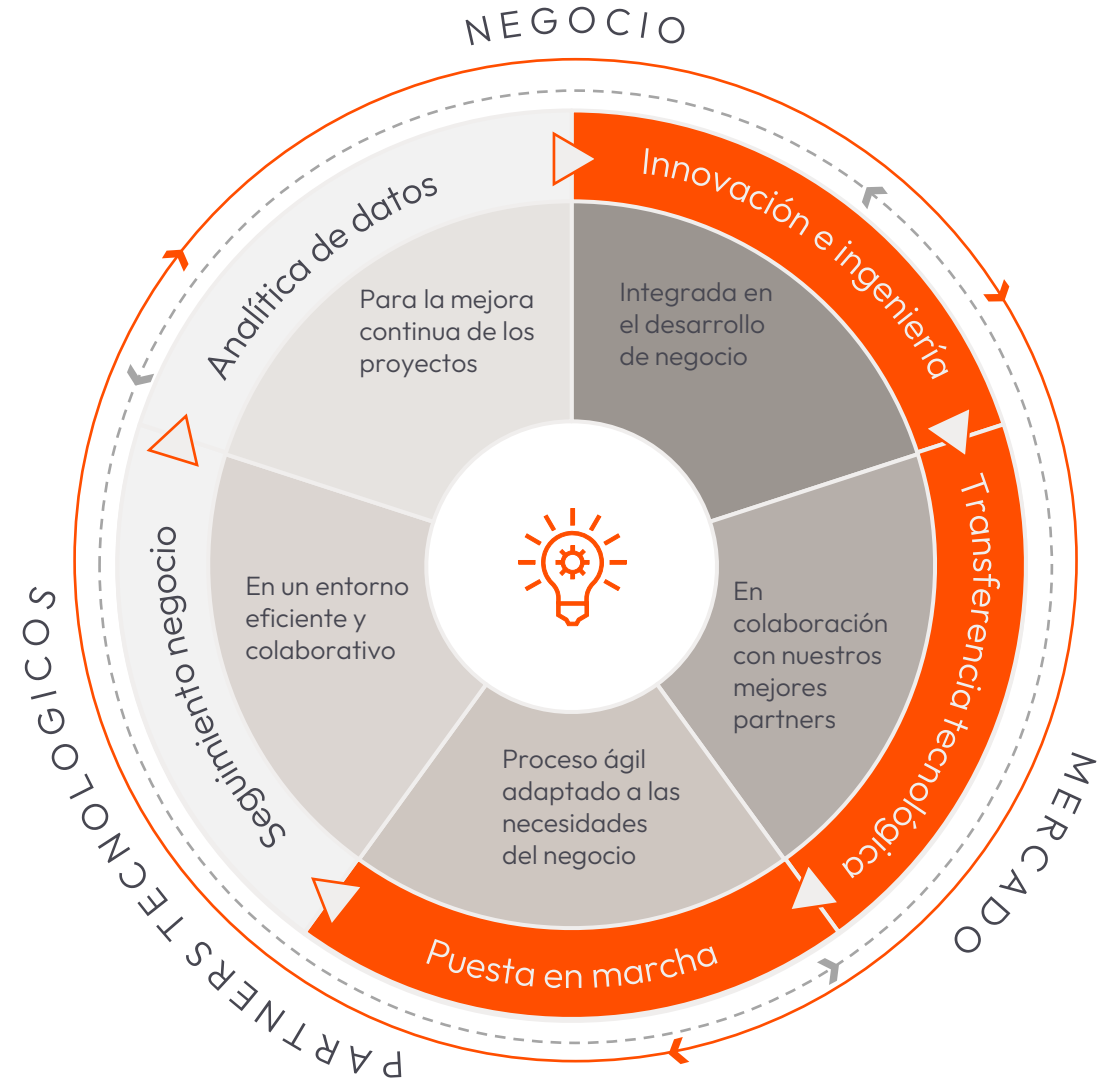 NEGOCIO
Innovación e ingeniería
Integrada en
el desarrollo
de negocio
Transferencia tecnológica
En
colaboración
con nuestros
mejores
partners
MERCADO
Puesta en marcha
Proceso ágil
adaptado a las
necesidades
del negocio
PARTNERS TECNOLOGICOS
Seguimiento negocio
En un entorno
eficiente y
colaborativo
Analítica de datos
Para la mejora
continua de los
proyectos